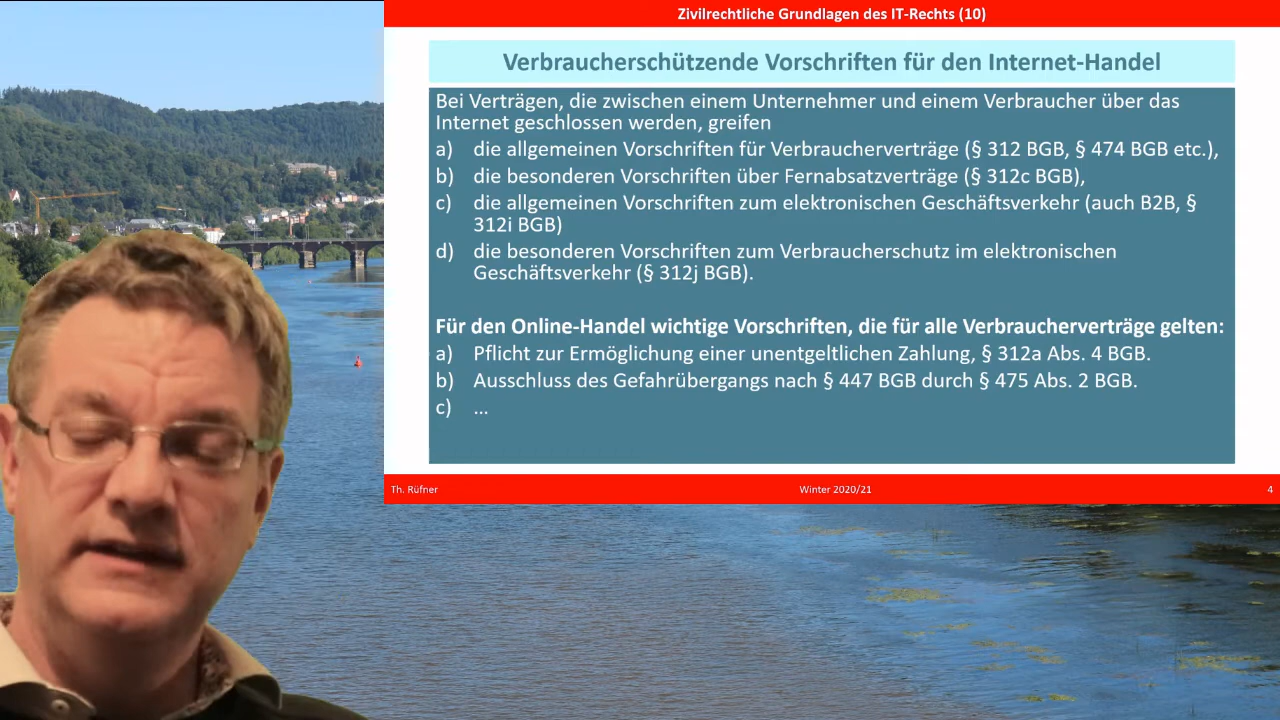 Zivilrechtliche Grundlagen des IT-Rechts (10)
Verbraucherschützende Vorschriften für den Internet-Handel
Bei Verträgen, die zwischen einem Unternehmer und einem Verbraucher über das
Internet geschlossen werden, greifen
a) die allgemeinen Vorschriften für Verbraucherverträge (§ 312 BGB, § 474 BGB etc.),
b) die besonderen Vorschriften über Fernabsatzverträge (§ 312c BGB),
c) die allgemeinen Vorschriften zum elektronischen Geschäftsverkehr (auch B2B, §
312i BGB)
d) die besonderen Vorschriften zum Verbraucherschutz im elektronischen
Geschäftsverkehr (§ 312j BGB).
Für den Online-Handel wichtige Vorschriften, die für alle Verbraucherverträge gelten:
a) Pflicht zur Ermöglichung einer unentgeltlichen Zahlung, § 312a Abs. 4 BGB.
b) Ausschluss des Gefahrübergangs nach § 447 BGB durch § 475 Abs. 2 BGB.
c) ...
Th. Rüfner
Winter 2020/21
4